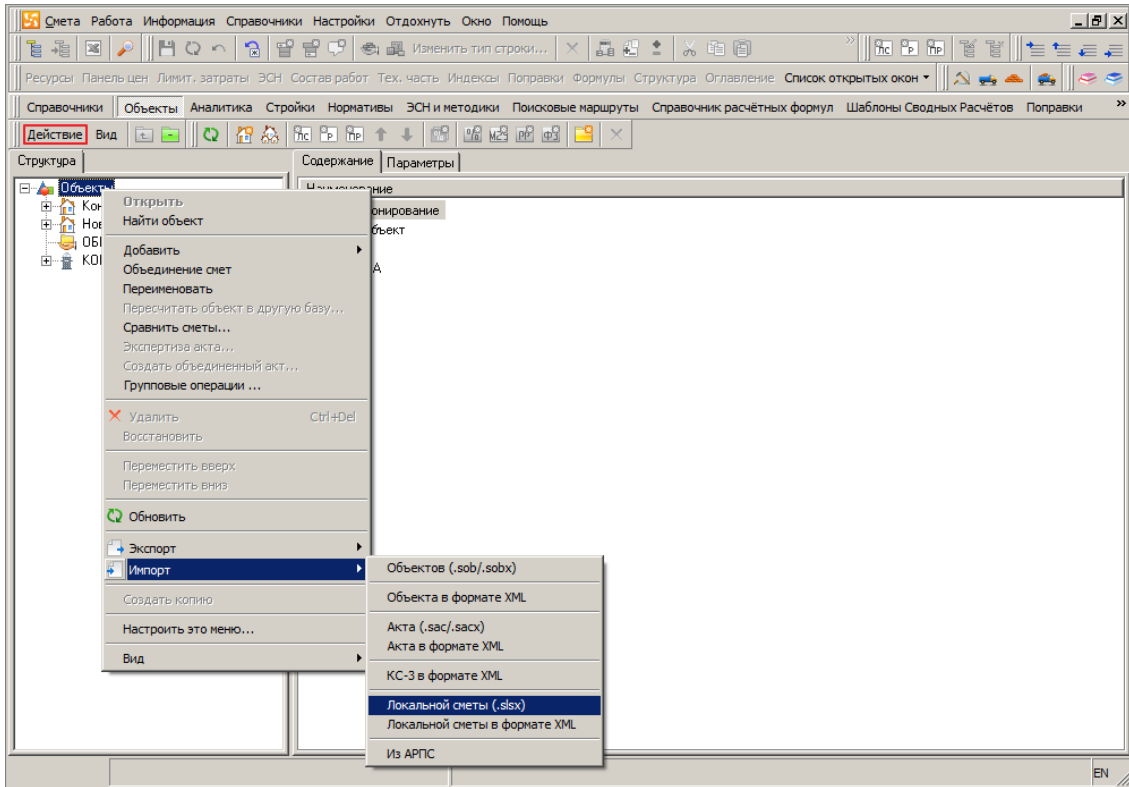 Смета Работа Информация Справочники Настройки Отдохнуть Окно Помощь
Изменить тип строки...
Ресурсы Панель цен Лимит. затраты ЭСН Состав работ Тех. часть Индексы Поправки Формулы Структура Оглавление Список открытых окон
Справочники Объекты Аналитика Стройки Нормативы ЭСН и методики Поисковые маршруты Справочник расчётных формул Шаблоны Сводных Расчётов Поправки »
Действие Вид
Структура Содержание Параметры
Объекты
Открыть
онирование
Найти объект
бъект
Добавить
Объединение смет
А
Переименовать
Пересчитать объект в другую базу...
Сравнить сметы...
Экспертиза акта...
Создать объединенный акт...
Групповые операции ...
Удалить Ctrl+Del
Восстановить
Переместить вверх
Переместить вниз
Обновить
Экспорт
Импорт
Создать копию
Настроить это меню...
Вид
Объектов (.sob/.sobx)
Объекта в формате XML
Акта (.sac/.sacx)
Акта в формате XML
КС-3 в формате XML
Локальной сметы (.slsx)
Локальной сметы в формате XML
Из АРПС
EN